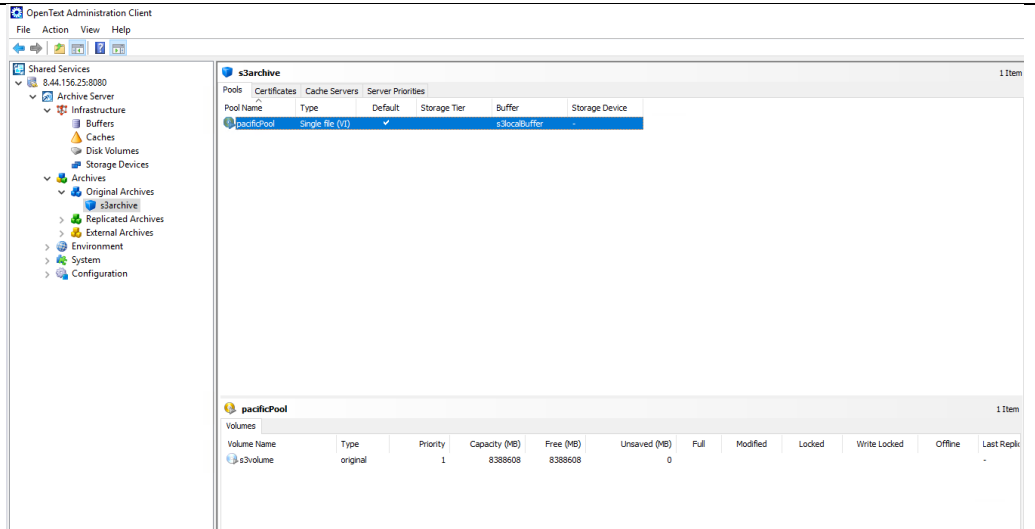 OpenText Administration Client
File Action View Help
Shared Services
8.44.156.25:8080
Archive Server
Infrastructure
Buffers
Caches
Disk Volumes
Storage Devices
Archives
Original Archives
s3archive
Replicated Archives
External Archives
Environment
System
Configuration
s3archive 1 Item
Pools Certificates Cache Servers Server Priorities
Pool Name Type Default Storage Tier Buffer Storage Device
pacificPool Single file (VI) s3localBuffer -
pacificPool 1 Item
Volumes
Volume Name Type Priority Capacity (MB) Free (MB) Unsaved (MB) Full Modified Locked Write Locked Offline Last Replic
s3volume original 1 8388608 8388608 0 -